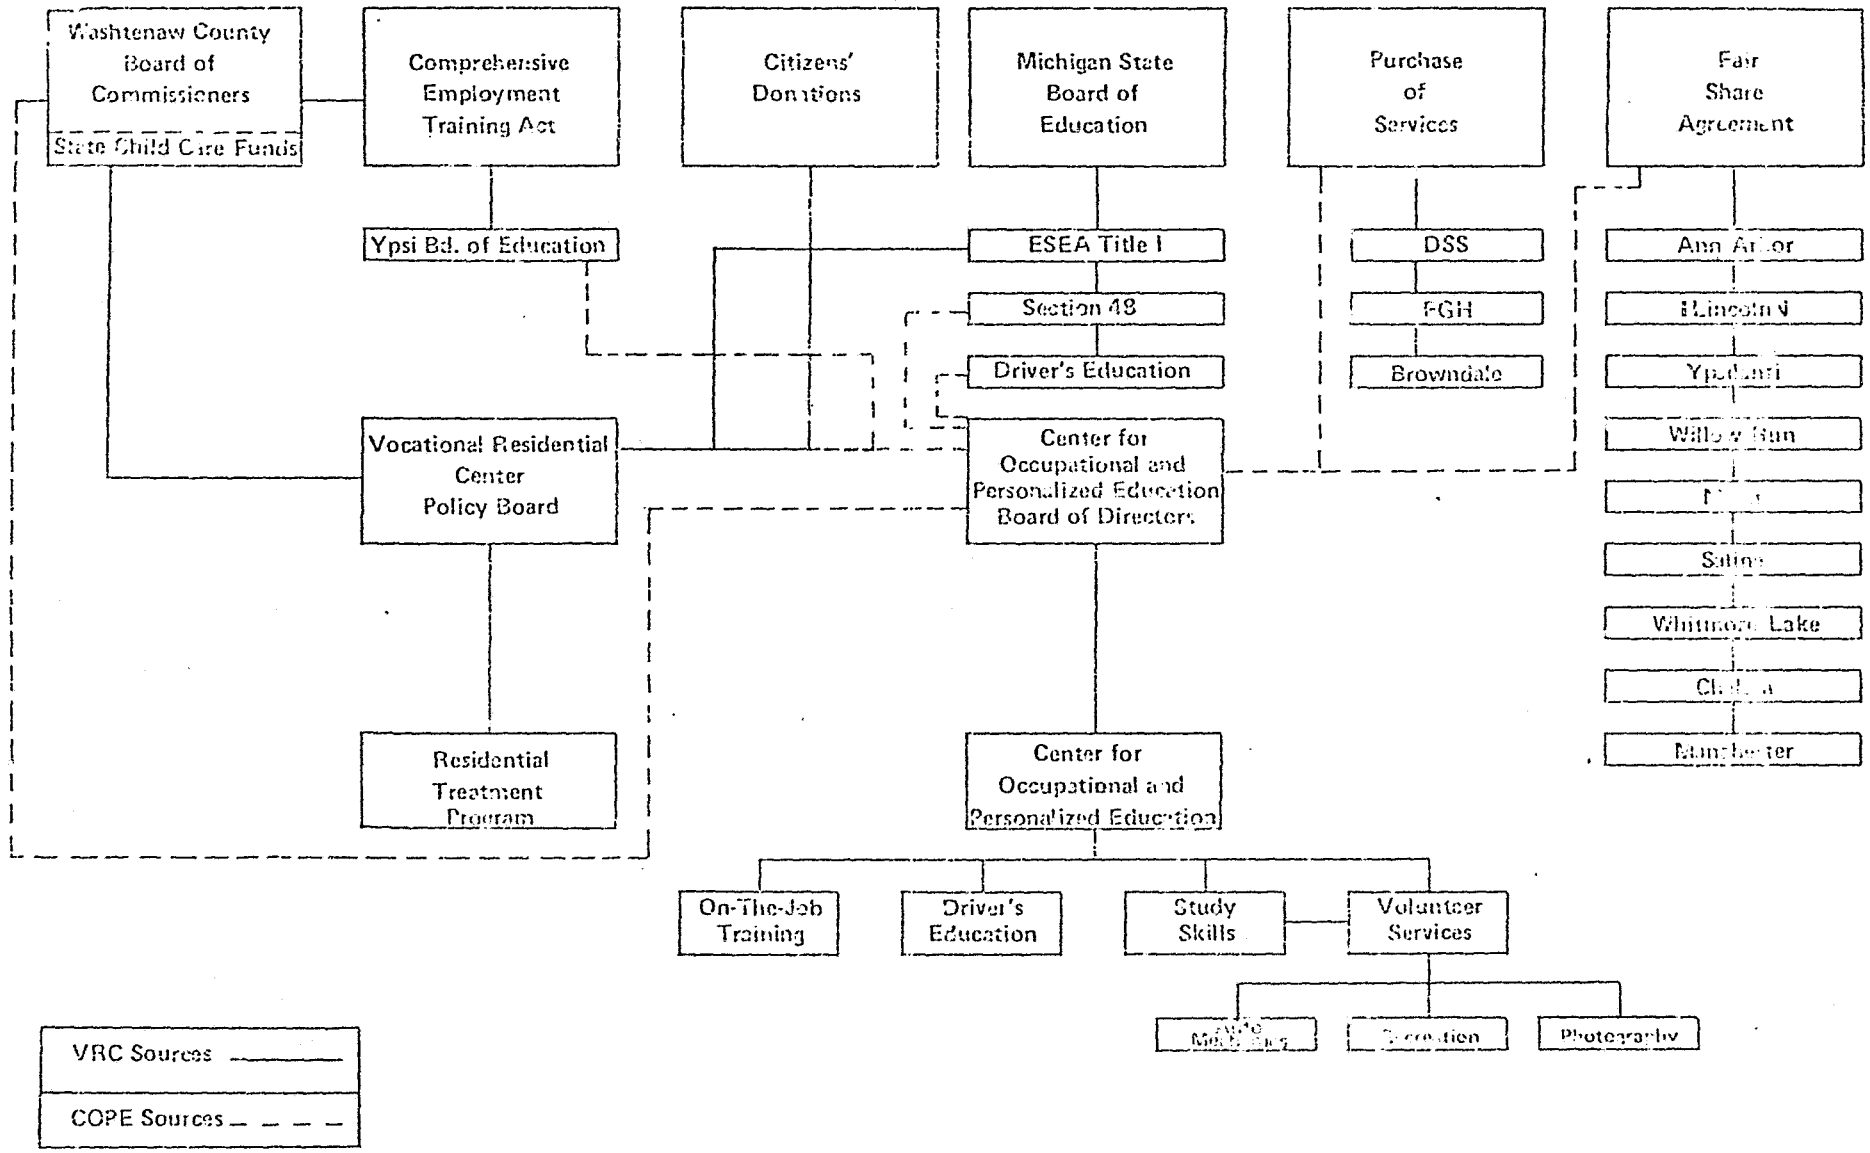 Washtenaw County
Board of
Commissioners
State Child Care Funds
Comprehensive
Employment
Training Act
Citizens'
Donations
Michigan State
Board of
Education
Purchase
of
Services
Fair
Share
Agreement
Ypsi Bd. of Education
ESEA Title I
DSS
Ann Arbor
Section 48
Lincoln
Driver's Education
Browndale
Ypsilanti
Vocational Residential
Center
Policy Board
Center for
Occupational and
Personalized Education
Board of Directors
Willow Run
Saline
Whitmore Lake
Chelsea
Manchester
Residential
Treatment
Program
Center for
Occupational and
Personalized Education
On-The-Job
Training
Driver's
Education
Study
Skills
Volunteer
Services
Auto
Mechanics
Recreation
Photography
VRC Sources
COPE Sources